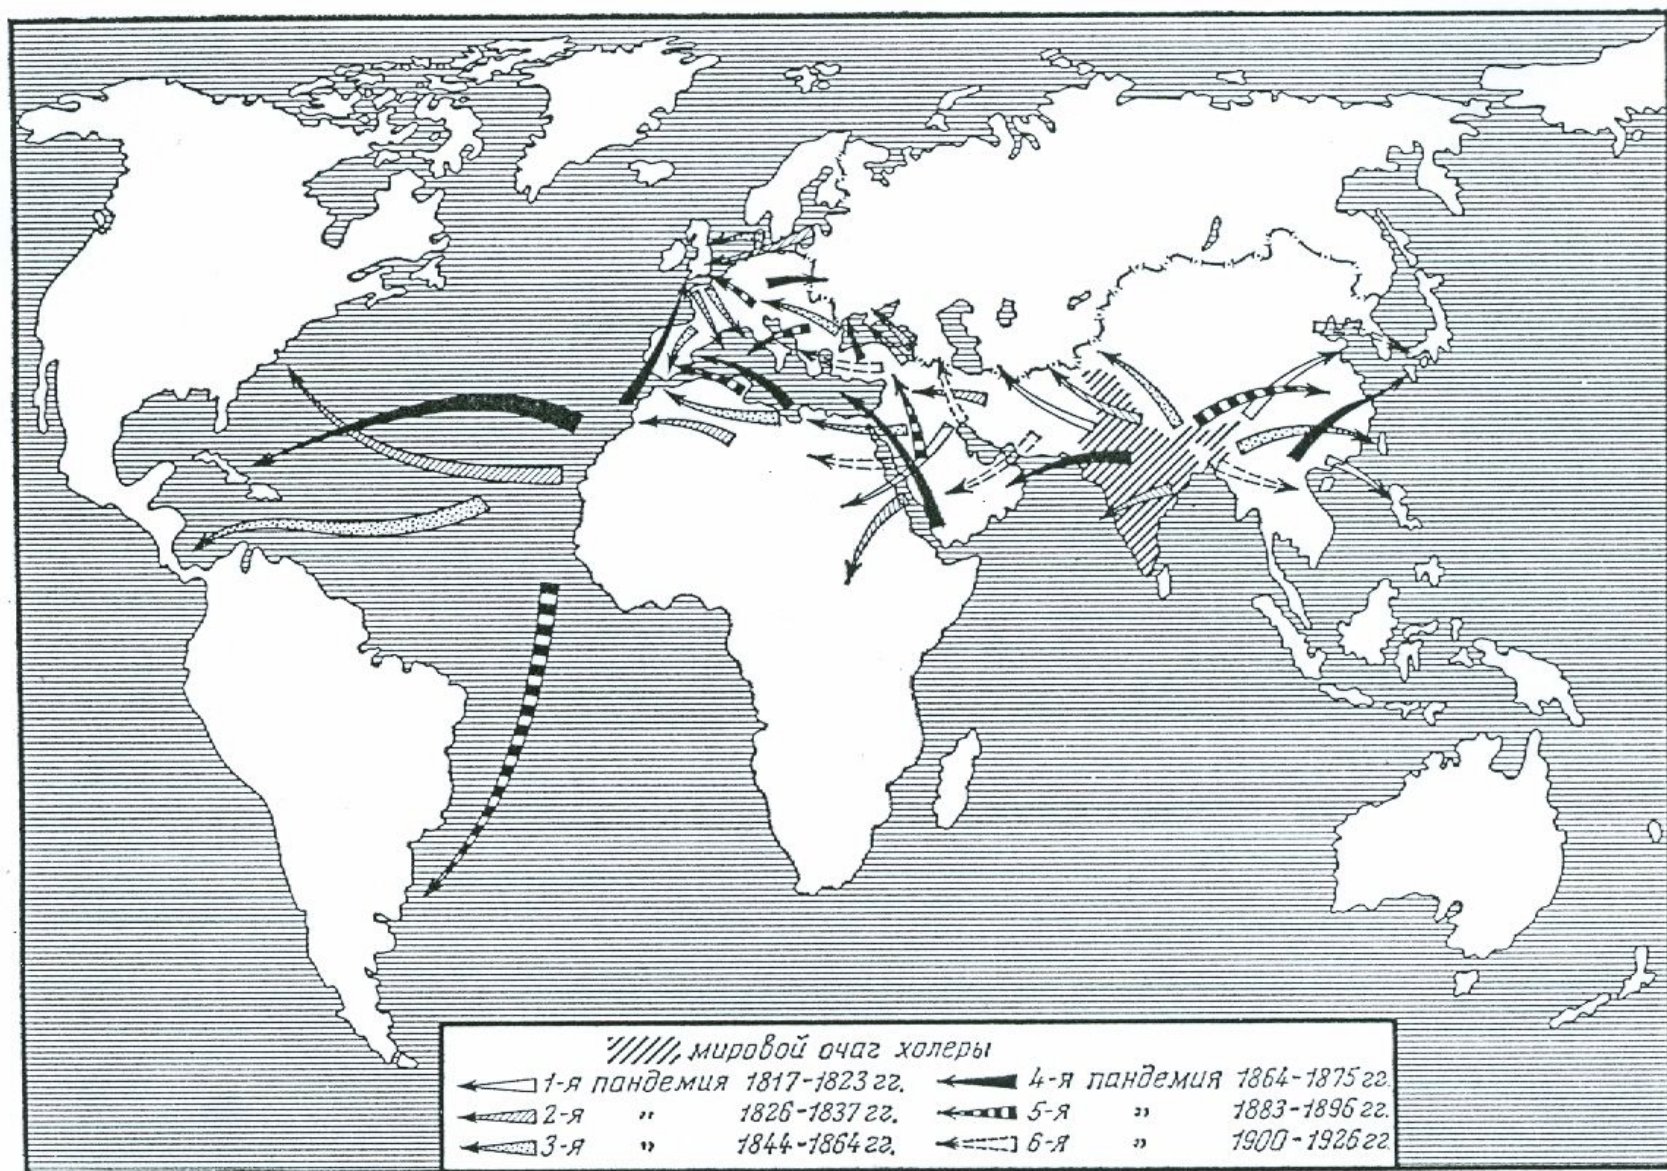 мировой очаг холеры
1-я пандемия 1817-1823 гг.
2-я " 1826-1837 гг.
3-я " 1844-1864 гг.
4-я пандемия 1864-1875 гг.
5-я " 1883-1896 гг.
6-я " 1900-1926 гг.